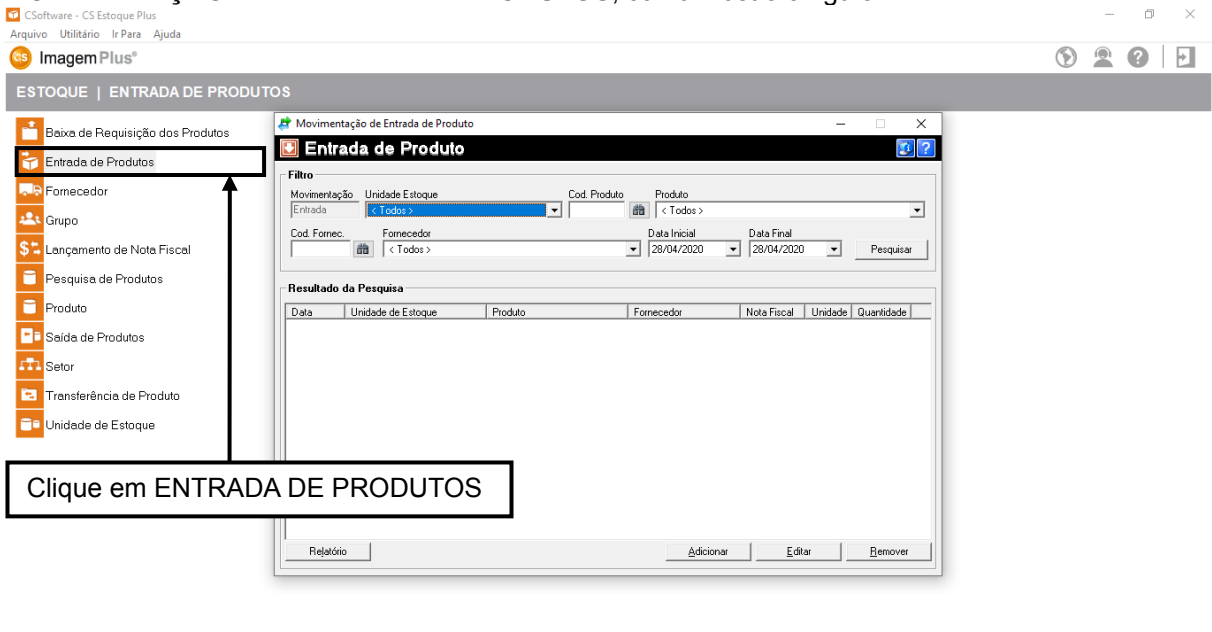 CSoftware - CS Estoque Plus
Arquivo Utilitário Ir Para Ajuda
CS ImagemPlus®
ESTOQUE | ENTRADA DE PRODUTOS
Baixa de Requisição dos Produtos
Entrada de Produtos
Fornecedor
Grupo
Lançamento de Nota Fiscal
Pesquisa de Produtos
Produto
Saída de Produtos
Setor
Transferência de Produto
Unidade de Estoque
Clique em ENTRADA DE PRODUTOS
Movimentação de Entrada de Produto
Entrada de Produto
Filtro
Movimentação Unidade Estoque Cod. Produto Produto
Entrada < Todos > < Todos >
Cod. Fornec. Fornecedor Data Inicial Data Final
< Todos > 28/04/2020 28/04/2020 Pesquisar
Resultado da Pesquisa
Data Unidade de Estoque Produto Fornecedor Nota Fiscal Unidade Quantidade
Relatório Adicionar Editar Remover